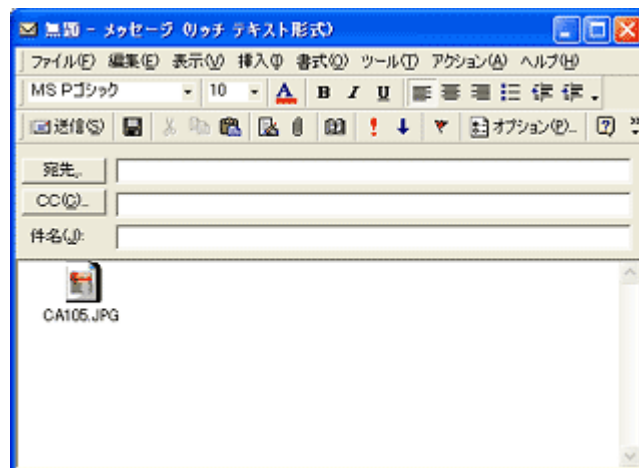 無題 - メッセージ (リッチ テキスト形式)
ファイル(F) 編集(E) 表示(V) 挿入(I) 書式(O) ツール(T) アクション(A) ヘルプ(H)
MS Pゴシック 10 A B I U
送信(S) オプション(P)...
宛先...
CC(C)...
件名(J):
CA105.JPG